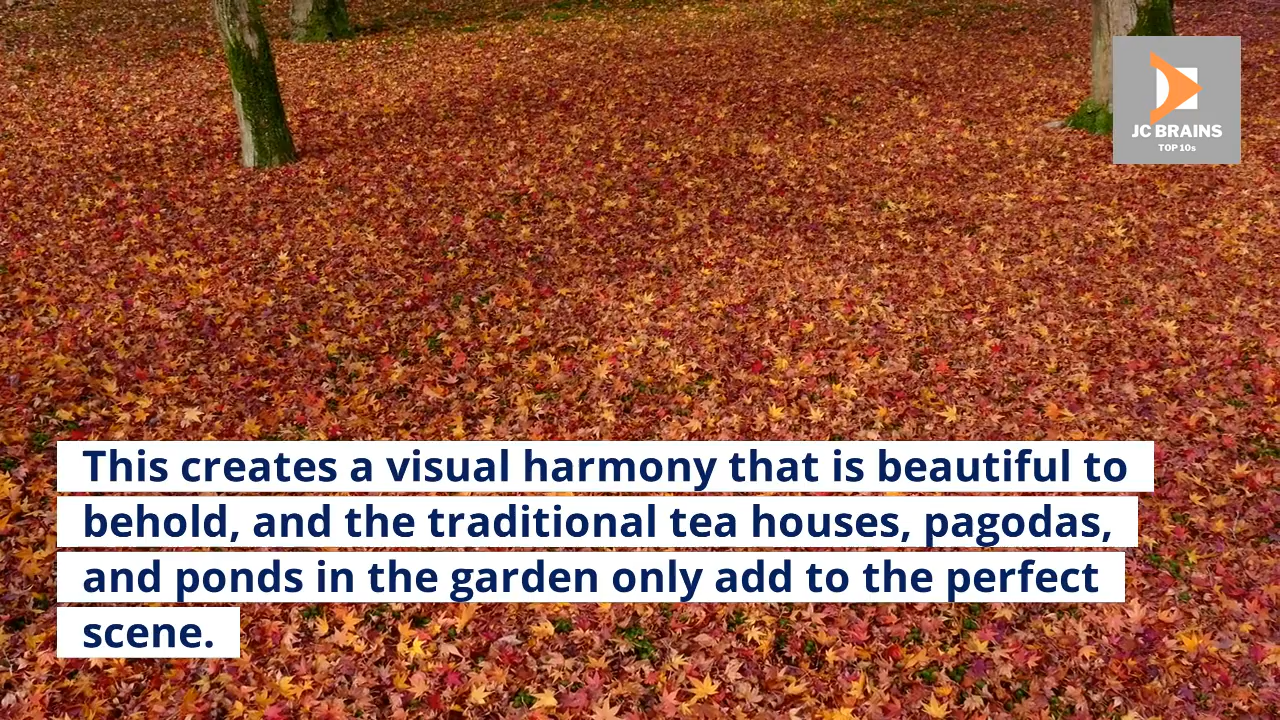 JC BRAINS
TOP 10s
This creates a visual harmony that is beautiful to
behold, and the traditional tea houses, pagodas,
and ponds in the garden only add to the perfect
scene.